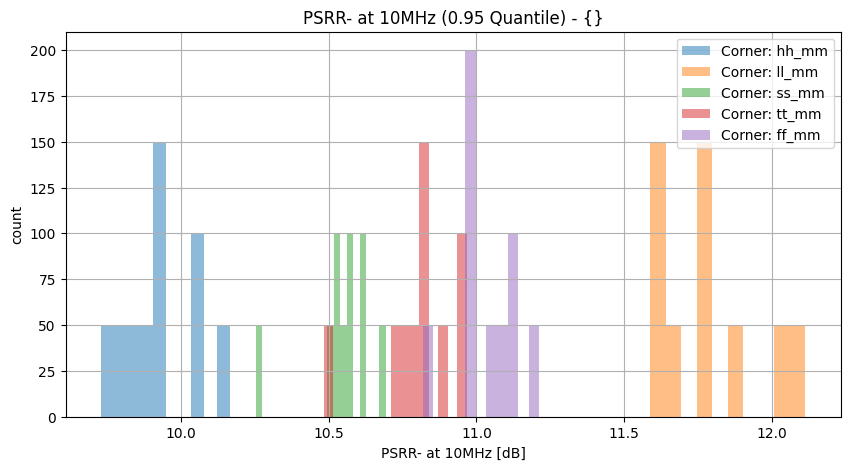 PSRR- at 10MHz (0.95 Quantile) - {}
200
175
150
125
100
75
50
25
0
count
Corner: hh_mm
Corner: ll_mm
Corner: ss_mm
Corner: tt_mm
Corner: ff_mm
10.0 10.5 11.0 11.5 12.0
PSRR- at 10MHz [dB]